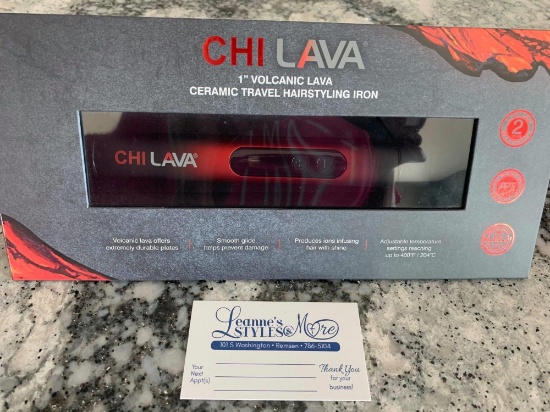 CHI LAVA®
1" VOLCANIC LAVA
CERAMIC TRAVEL HAIRSTYLING IRON
CHI LAVA®
2
Volcanic lava offers
extremely durable plates
Smooth glide
helps prevent damage
Produces ions infusing
hair with shine
Adjustable temperature
settings reaching
up to 400°F / 204°C
Leanne's
STYLES & More
101 S Washington • Remsen • 786-5104
Your
Next
Appt(s)
Thank You
for your
business!